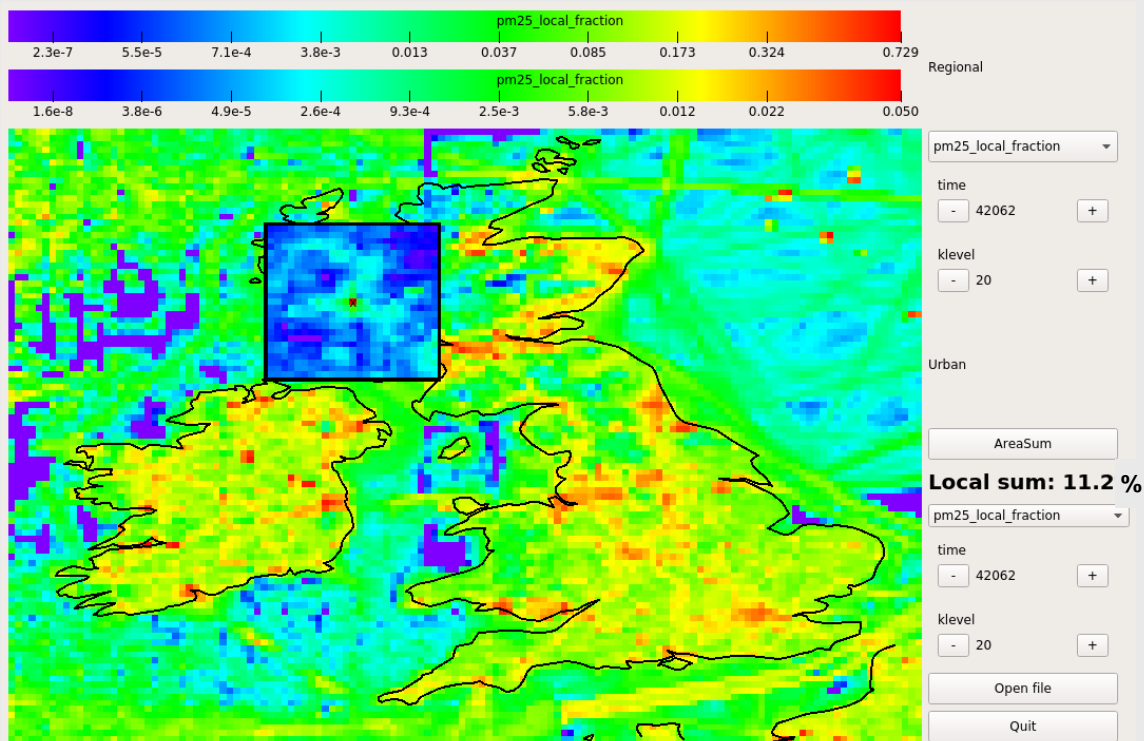 pm25_local_fraction
2.3e-7 5.5e-5 7.1e-4 3.8e-3 0.013 0.037 0.085 0.173 0.324 0.729
pm25_local_fraction
1.6e-8 3.8e-6 4.9e-5 2.6e-4 9.3e-4 2.5e-3 5.8e-3 0.012 0.022 0.050
Regional
pm25_local_fraction
time
- 42062 +
klevel
- 20 +
Urban
AreaSum
Local sum: 11.2 %
pm25_local_fraction
time
- 42062 +
klevel
- 20 +
Open file
Quit